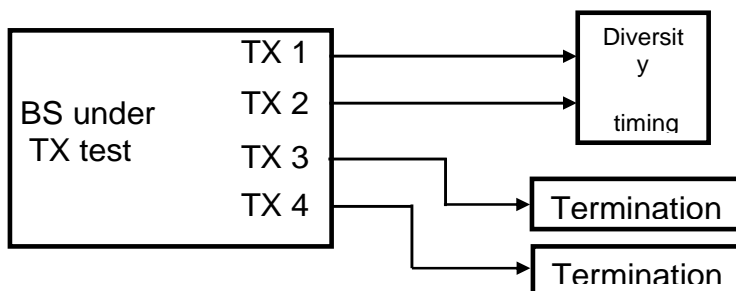 TX 1
TX 2
TX 3
TX 4
BS under
TX test
Diversit
y
timing
Termination
Termination